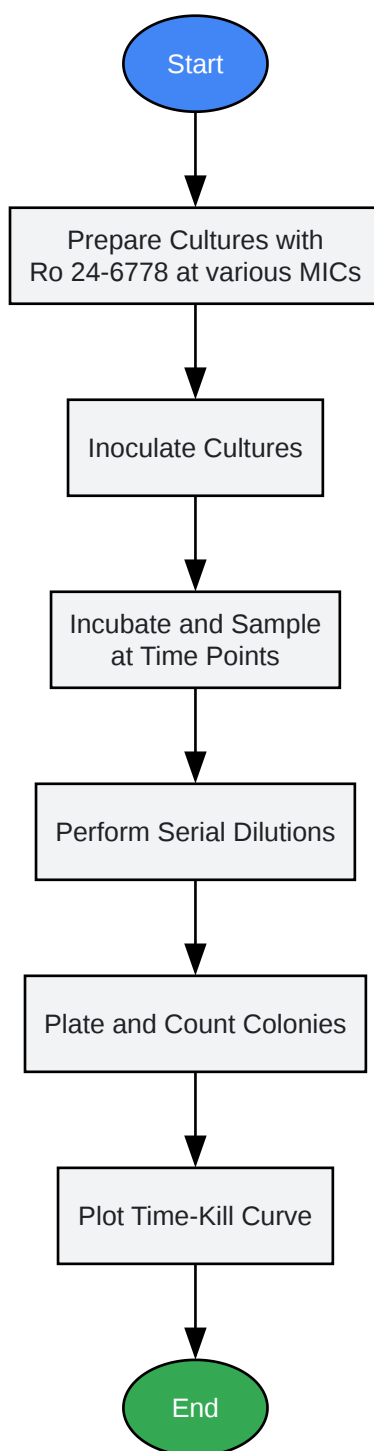 Start
Prepare Cultures with
Ro 24-6778 at various MICs
Inoculate Cultures
Incubate and Sample
at Time Points
Perform Serial Dilutions
Plate and Count Colonies
Plot Time-Kill Curve
End